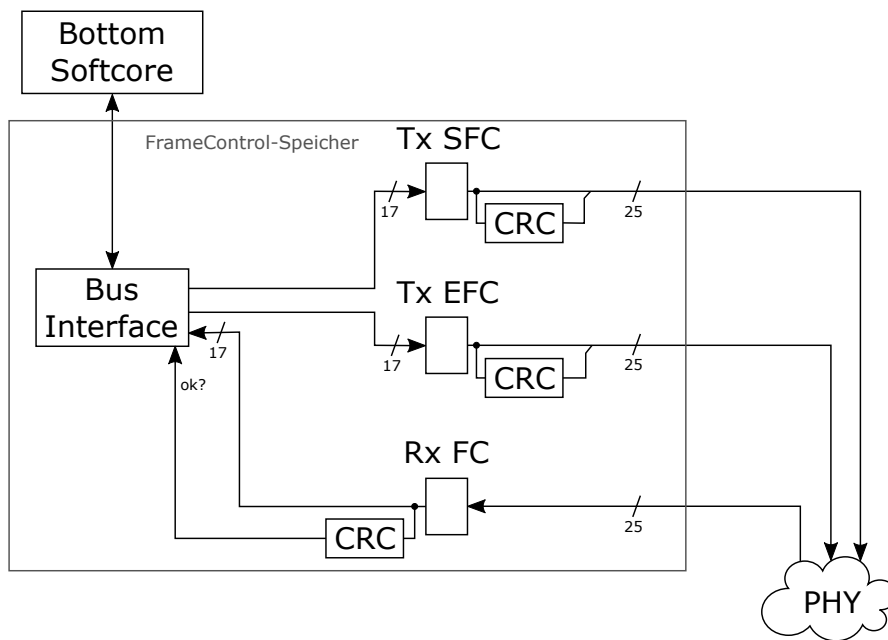 Bottom
Softcore
FrameControl-Speicher
Tx SFC
17
CRC
25
Bus
Interface
Tx EFC
17
CRC
25
17
ok?
Rx FC
CRC
25
PHY